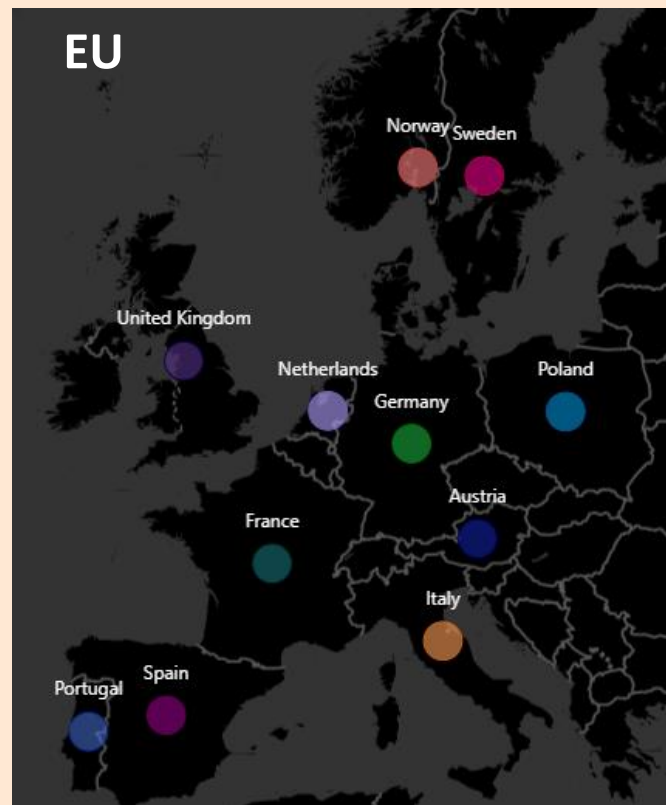 EU
Norway
Sweden
United Kingdom
Netherlands
Poland
Germany
Austria
France
Italy
Spain
Portugal